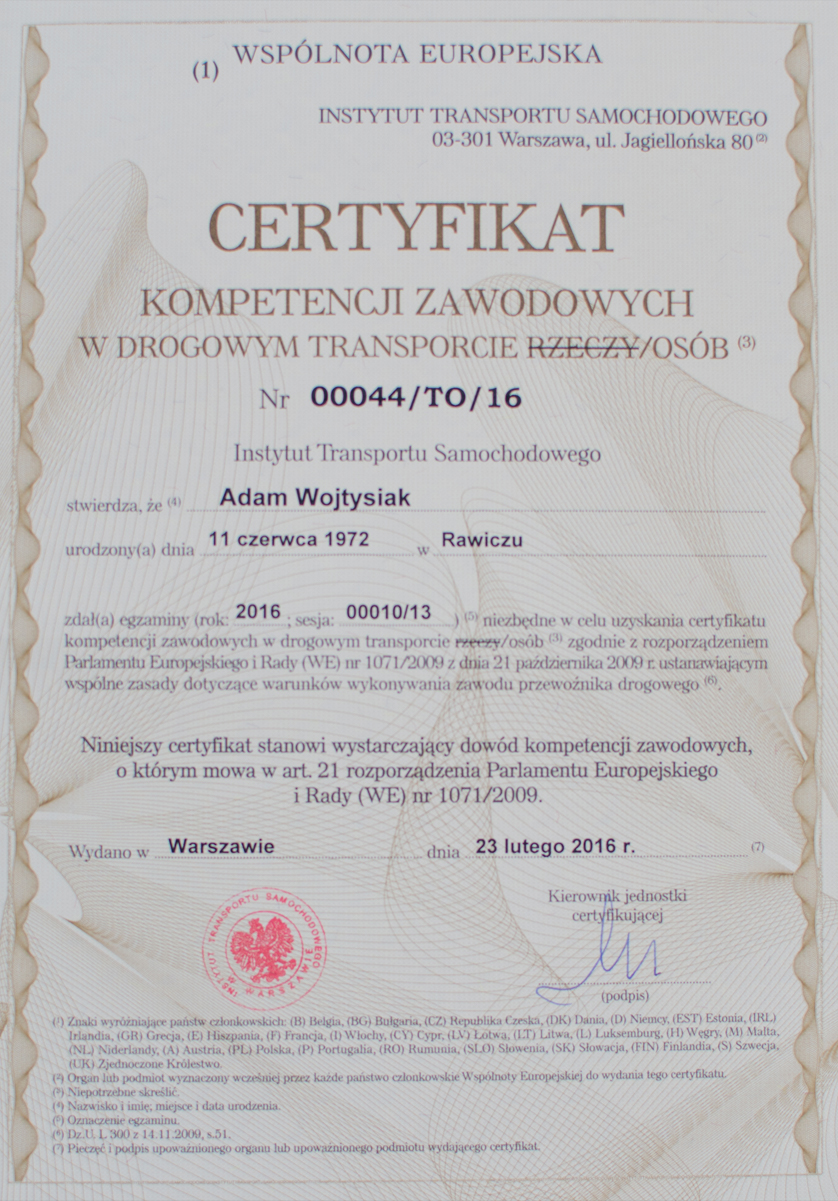 WSPÓLNOTA EUROPEJSKA
(1)
INSTYTUT TRANSPORTU SAMOCHODOWEGO
03-301 Warszawa, ul. Jagiellońska 80 (2)
CERTYFIKAT
KOMPETENCJI ZAWODOWYCH
W DROGOWYM TRANSPORCIE RZECZY/OSÓB (3)
Nr 00044/TO/16
Instytut Transportu Samochodowego
stwierdza, że (4) Adam Wojtysiak
urodzony(a) dnia 11 czerwca 1972 w Rawiczu
zdał(a) egzaminy (rok: 2016 ; sesja: 00010/13 ) (5) niezbędne w celu uzyskania certyfikatu
kompetencji zawodowych w drogowym transporcie rzeczy/osób (3) zgodnie z rozporządzeniem
Parlamentu Europejskiego i Rady (WE) nr 1071/2009 z dnia 21 października 2009 r. ustanawiającym
wspólne zasady dotyczące warunków wykonywania zawodu przewoźnika drogowego (6).
Niniejszy certyfikat stanowi wystarczający dowód kompetencji zawodowych,
o którym mowa w art. 21 rozporządzenia Parlamentu Europejskiego
i Rady (WE) nr 1071/2009.
Wydano w Warszawie dnia 23 lutego 2016 r. (7)
INSTYTUT TRANSPORTU SAMOCHODOWEGO
W WARSZAWIE
Kierownik jednostki
certyfikującej
(podpis)
(1) Znaki wyróżniające państw członkowskich: (B) Belgia, (BG) Bułgaria, (CZ) Republika Czeska, (DK) Dania, (D) Niemcy, (EST) Estonia, (IRL)
Irlandia, (GR) Grecja, (E) Hiszpania, (F) Francja, (I) Włochy, (CY) Cypr, (LV) Łotwa, (LT) Litwa, (L) Luksemburg, (H) Węgry, (M) Malta,
(NL) Niderlandy, (A) Austria, (PL) Polska, (P) Portugalia, (RO) Rumunia, (SLO) Słowenia, (SK) Słowacja, (FIN) Finlandia, (S) Szwecja,
(UK) Zjednoczone Królestwo.
(2) Organ lub podmiot wyznaczony wcześniej przez każde państwo członkowskie Wspólnoty Europejskiej do wydania tego certyfikatu.
(3) Niepotrzebne skreślić.
(4) Nazwisko i imię; miejsce i data urodzenia.
(5) Oznaczenie egzaminu.
(6) Dz.U. L 300 z 14.11.2009, s.51.
(7) Pieczęć i podpis upoważnionego organu lub upoważnionego podmiotu wydającego certyfikat.